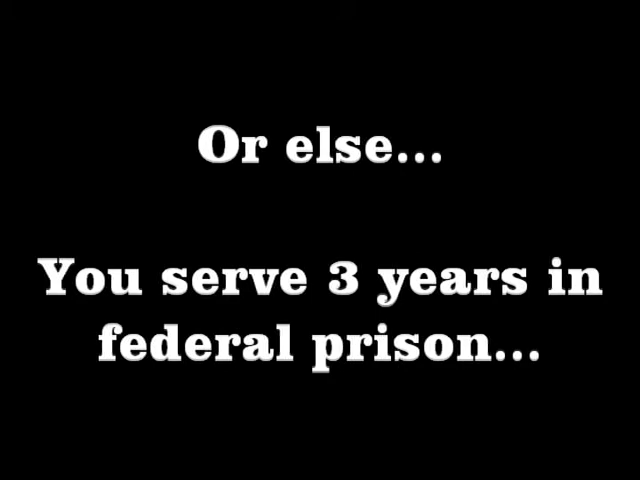 Or else...
You serve 3 years in
federal prison...